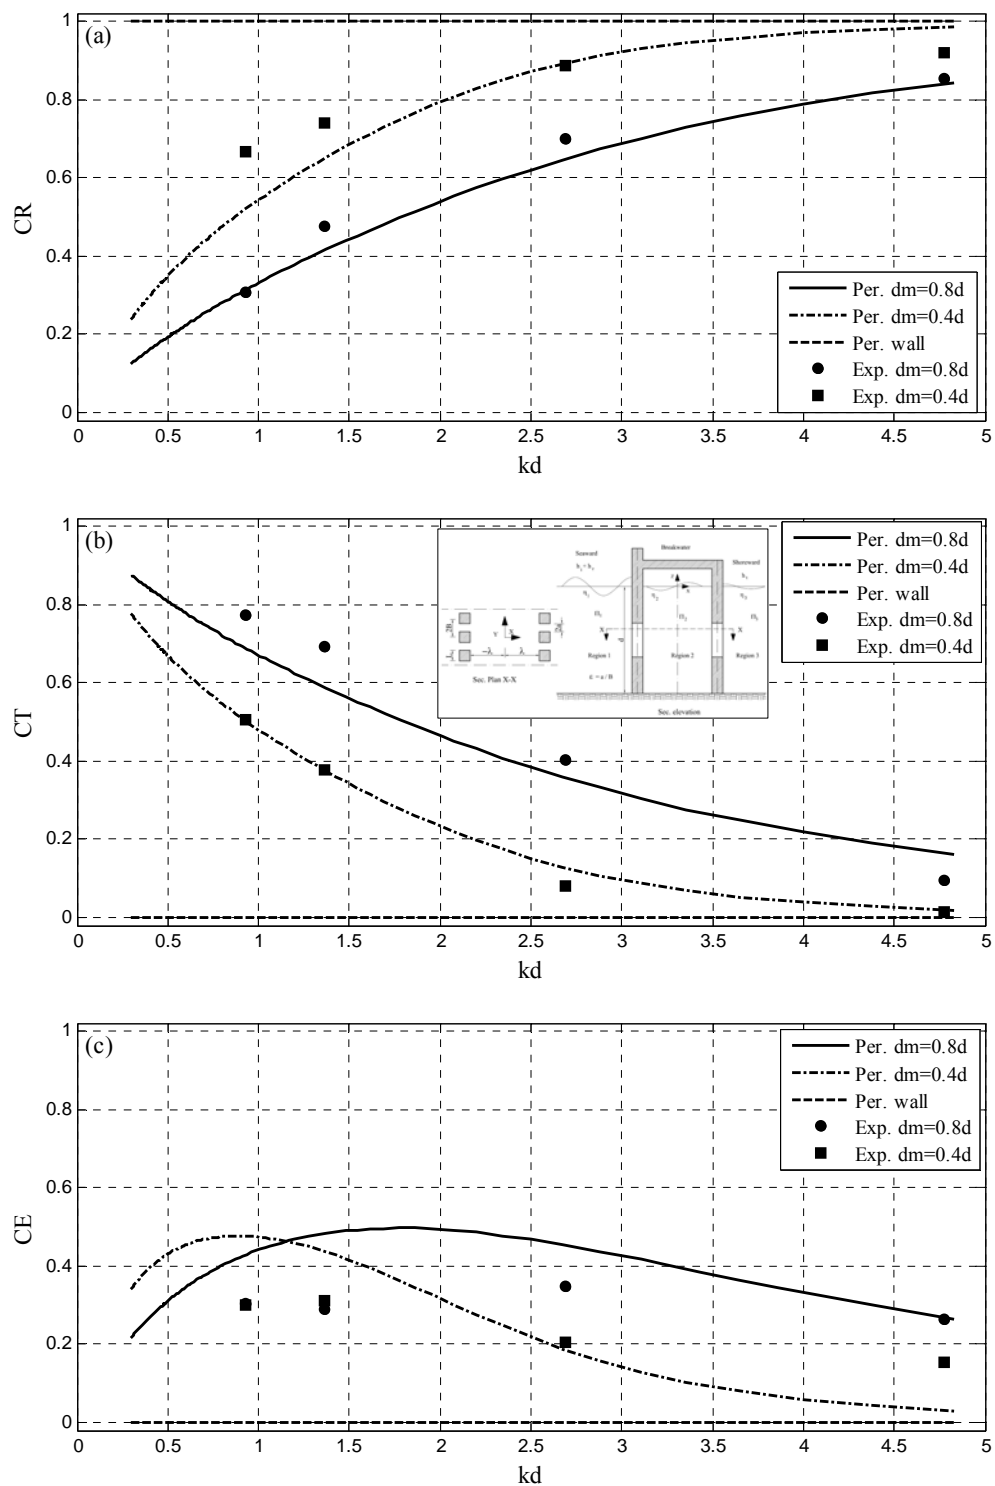 (a)
1
0.8
0.6
0.4
0.2
0
CR
0 0.5 1 1.5 2 2.5 3 3.5 4 4.5 5
kd
Per. dm=0.8d
Per. dm=0.4d
Per. wall
Exp. dm=0.8d
Exp. dm=0.4d
(b)
1
0.8
0.6
0.4
0.2
0
CT
0 0.5 1 1.5 2 2.5 3 3.5 4 4.5 5
kd
Seaward
Breakwater
Shoreward
Region 1
Region 2
Region 3
Sec. Plan X-X
Sec. elevation
Per. dm=0.8d
Per. dm=0.4d
Per. wall
Exp. dm=0.8d
Exp. dm=0.4d
(c)
1
0.8
0.6
0.4
0.2
0
CE
0 0.5 1 1.5 2 2.5 3 3.5 4 4.5 5
kd
Per. dm=0.8d
Per. dm=0.4d
Per. wall
Exp. dm=0.8d
Exp. dm=0.4d